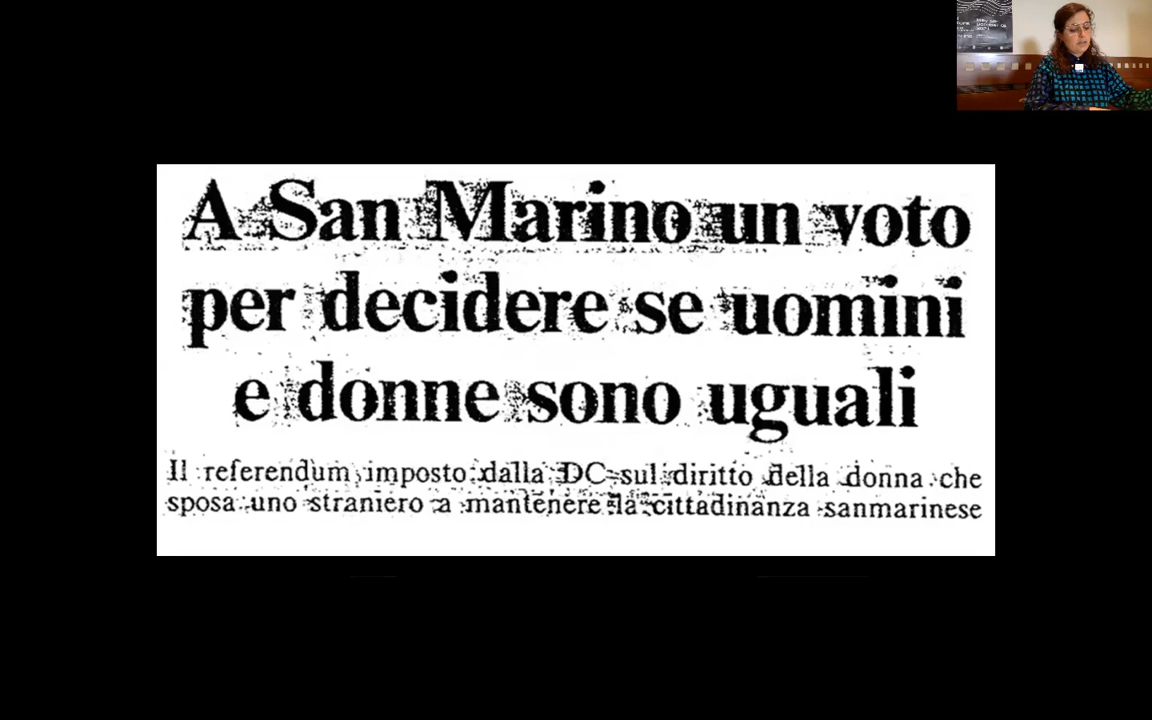 A San Marino un voto
per decidere se uomini
e donne sono uguali
Il referendum imposto dalla DC sul diritto della donna che
sposa uno straniero a mantenere la cittadinanza sanmarinese